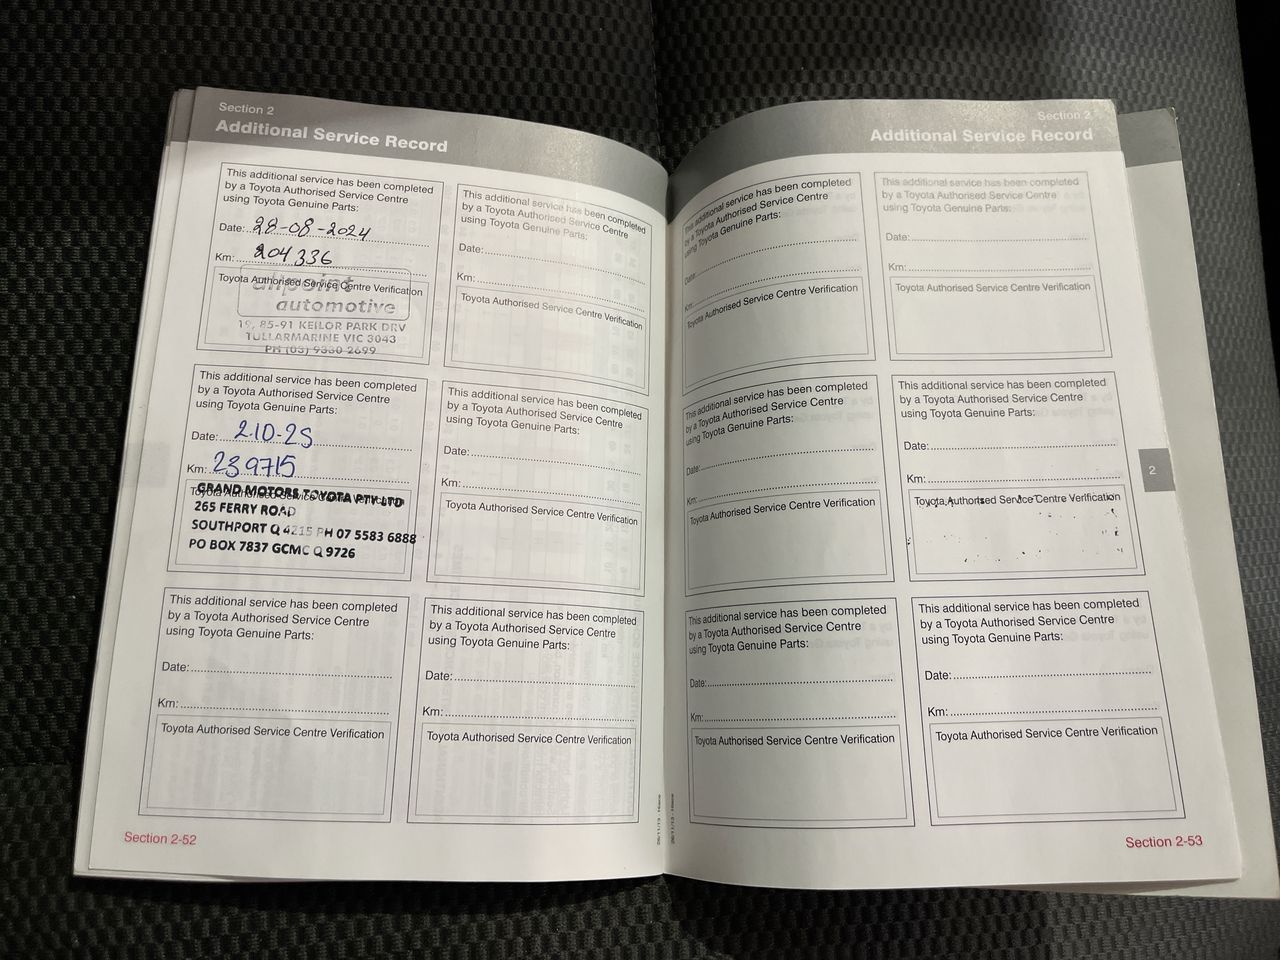 Section 2
Additional Service Record
This additional service has been completed
by a Toyota Authorised Service Centre
using Toyota Genuine Parts:
Date: 28-08-2024
Km: 204336
Toyota Authorised Service Centre Verification
allpoints
automotive
19, 85-91 KEILOR PARK DRV
TULLARMARINE VIC 3043
PH (03) 9330 2699
This additional service has been completed
by a Toyota Authorised Service Centre
using Toyota Genuine Parts:
Date:
Km:
Toyota Authorised Service Centre Verification
This additional service has been completed
by a Toyota Authorised Service Centre
using Toyota Genuine Parts:
Date: 2.10-25
Km: 239715
Toyota Authorised Service Centre Verification
GRAND MOTORS TOYOTA PTY LTD
265 FERRY ROAD
SOUTHPORT Q 4215 PH 07 5583 6888
PO BOX 7837 GCMC Q 9726
This additional service has been completed
by a Toyota Authorised Service Centre
using Toyota Genuine Parts:
Date:
Km:
Toyota Authorised Service Centre Verification
This additional service has been completed
by a Toyota Authorised Service Centre
using Toyota Genuine Parts:
Date:
Km:
Toyota Authorised Service Centre Verification
This additional service has been completed
by a Toyota Authorised Service Centre
using Toyota Genuine Parts:
Date:
Km:
Toyota Authorised Service Centre Verification
Section 2-52
Section 2
Additional Service Record
This additional service has been completed
by a Toyota Authorised Service Centre
using Toyota Genuine Parts:
Date:
Km:
Toyota Authorised Service Centre Verification
This additional service has been completed
by a Toyota Authorised Service Centre
using Toyota Genuine Parts:
Date:
Km:
Toyota Authorised Service Centre Verification
This additional service has been completed
by a Toyota Authorised Service Centre
using Toyota Genuine Parts:
Date:
Km:
Toyota Authorised Service Centre Verification
This additional service has been completed
by a Toyota Authorised Service Centre
using Toyota Genuine Parts:
Date:
Km:
Toyota Authorised Service Centre Verification
2
This additional service has been completed
by a Toyota Authorised Service Centre
using Toyota Genuine Parts:
Date:
Km:
Toyota Authorised Service Centre Verification
This additional service has been completed
by a Toyota Authorised Service Centre
using Toyota Genuine Parts:
Date:
Km:
Toyota Authorised Service Centre Verification
Section 2-53